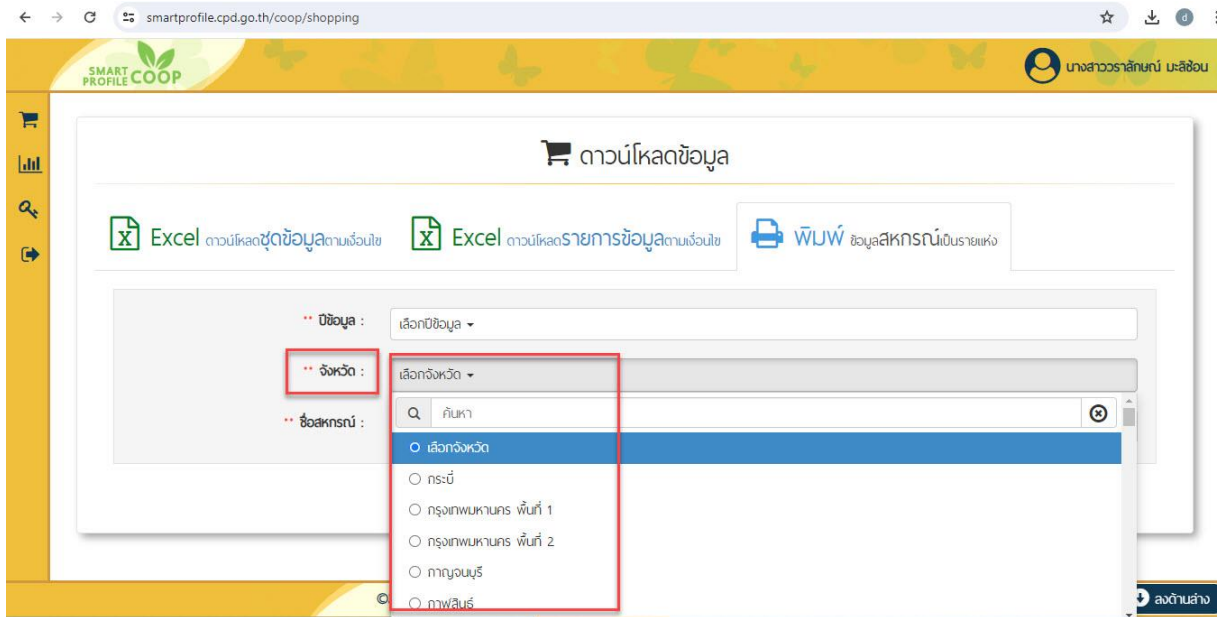 smartprofile.cpd.go.th/coop/shopping
d
SMART
PROFILE COOP
นางสาววราลักษณ์ มะลิซ้อน
ดาวน์โหลดข้อมูล
Excel ดาวน์โหลดชุดข้อมูลตามเงื่อนไข
Excel ดาวน์โหลดรายการข้อมูลตามเงื่อนไข
พิมพ์ ข้อมูลสหกรณ์เป็นรายแห่ง
** ปีข้อมูล :
เลือกปีข้อมูล
** จังหวัด :
เลือกจังหวัด
ค้นหา
** ชื่อสหกรณ์ :
เลือกจังหวัด
กระบี่
กรุงเทพมหานคร พื้นที่ 1
กรุงเทพมหานคร พื้นที่ 2
กาญจนบุรี
กาฬสินธุ์
©
ลงด้านล่าง